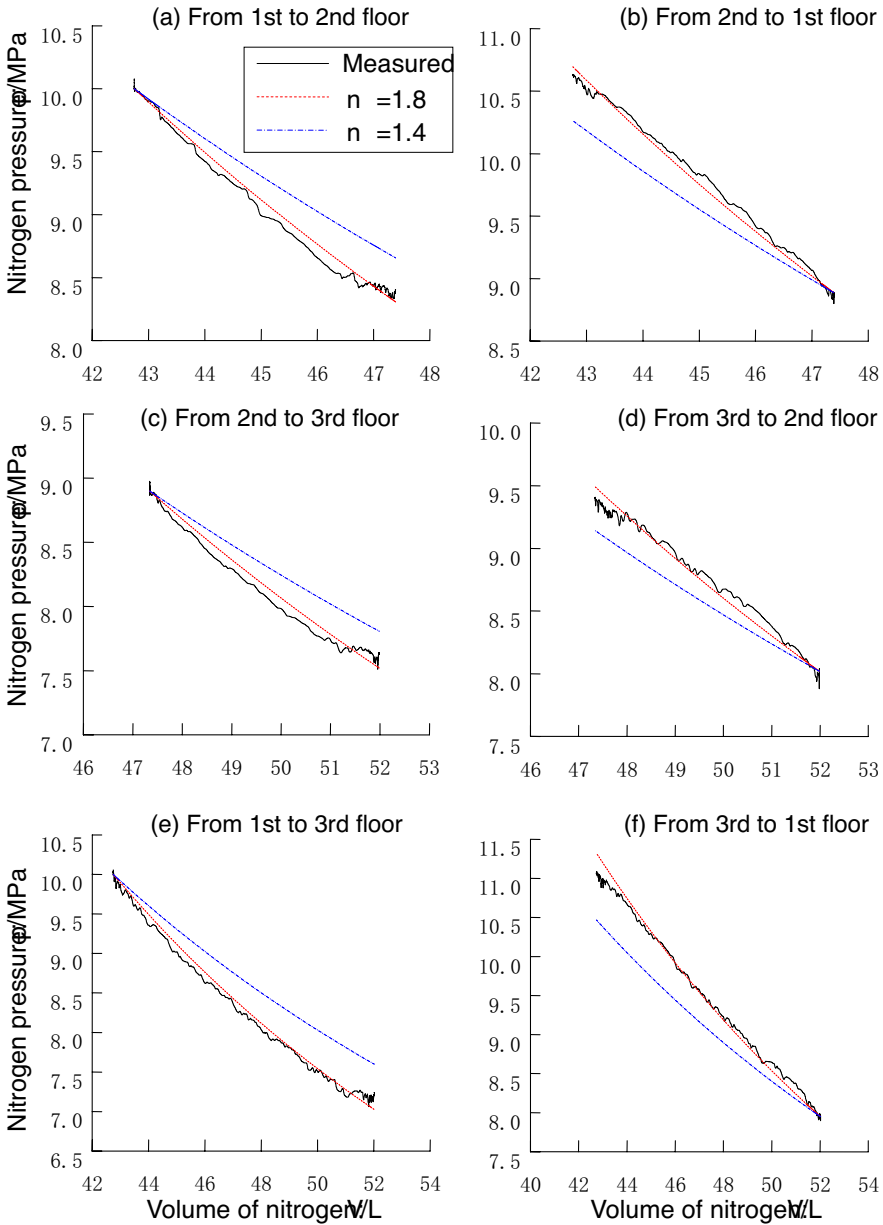 (a) From 1st to 2nd floor
10.5
10.0
9.5
9.0
8.5
8.0
42 43 44 45 46 47 48
Nitrogen pressure p/MPa
Measured
n =1.8
n =1.4
(b) From 2nd to 1st floor
11.0
10.5
10.0
9.5
9.0
8.5
42 43 44 45 46 47 48
(c) From 2nd to 3rd floor
9.5
9.0
8.5
8.0
7.5
7.0
46 47 48 49 50 51 52 53
Nitrogen pressure p/MPa
(d) From 3rd to 2nd floor
10.0
9.5
9.0
8.5
8.0
7.5
46 47 48 49 50 51 52 53
(e) From 1st to 3rd floor
10.5
10.0
9.5
9.0
8.5
8.0
7.5
7.0
6.5
42 44 46 48 50 52 54
Nitrogen pressure p/MPa
Volume of nitrogen V/L
(f) From 3rd to 1st floor
11.5
11.0
10.5
10.0
9.5
9.0
8.5
8.0
7.5
40 42 44 46 48 50 52 54
Volume of nitrogen V/L